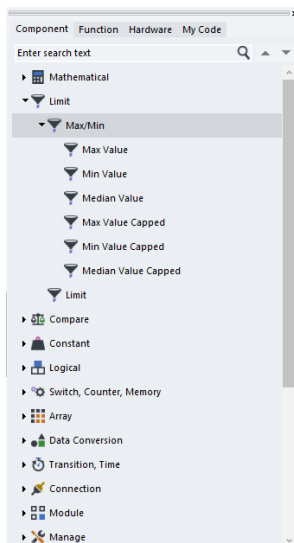 Component Function Hardware My Code
Enter search text
Mathematical
Limit
Max/Min
Max Value
Min Value
Median Value
Max Value Capped
Min Value Capped
Median Value Capped
Limit
Compare
Constant
Logical
Switch, Counter, Memory
Array
Data Conversion
Transition, Time
Connection
Module
Manage